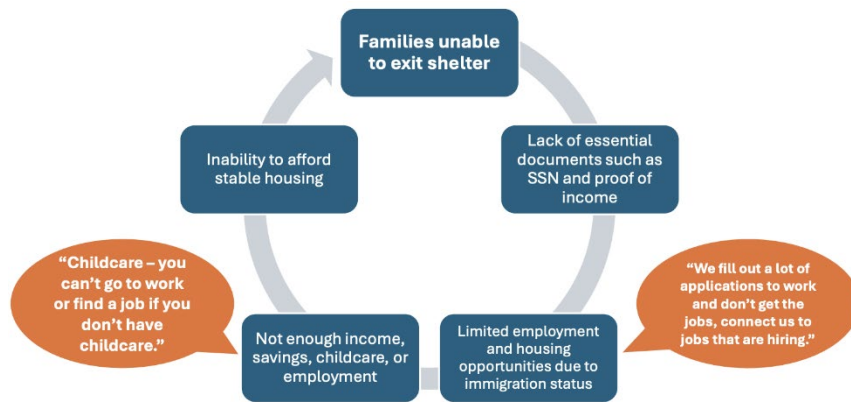 Families unable
to exit shelter
Lack of essential
documents such as
SSN and proof of
income
Limited employment
and housing
opportunities due to
immigration status
“We fill out a lot of
applications to work
and don’t get the
jobs, connect us to
jobs that are hiring.”
Not enough income,
savings, childcare, or
employment
“Childcare – you
can’t go to work
or find a job if you
don’t have
childcare.”
Inability to afford
stable housing